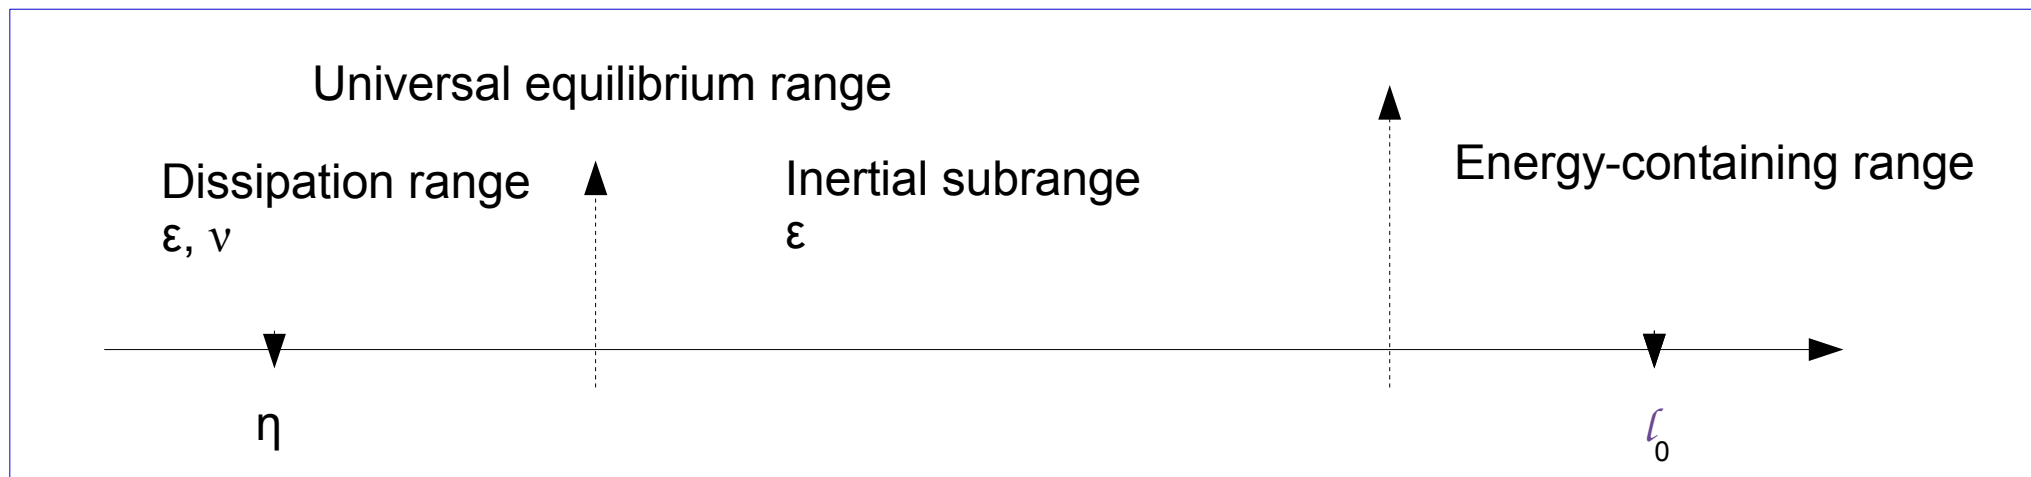 Universal equilibrium range
Dissipation range
ε, ν
Inertial subrange
ε
Energy-containing range
η
ℓ₀